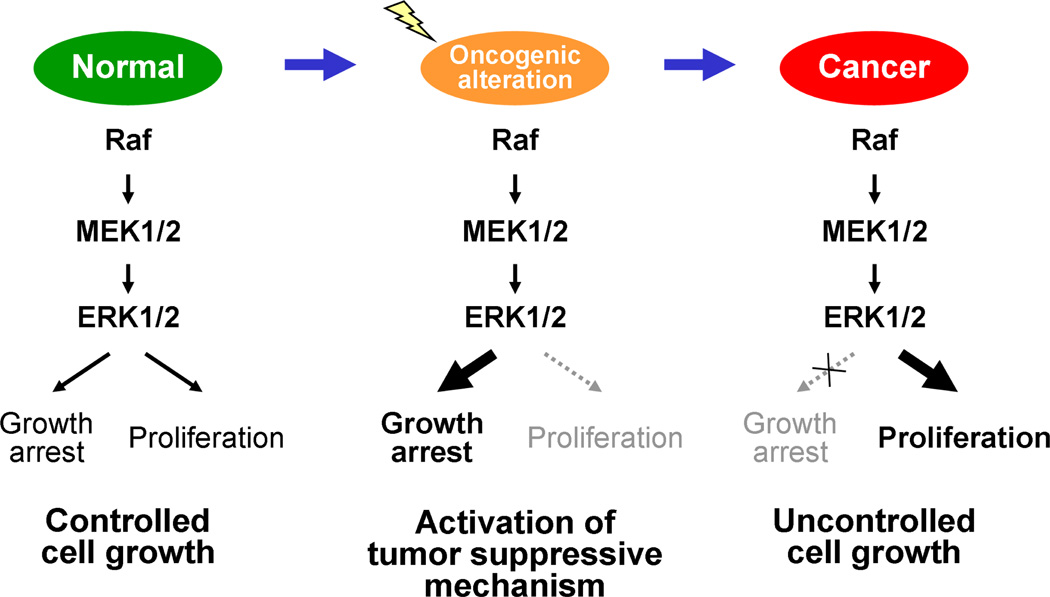 Normal
Oncogenic
alteration
Cancer
Raf
Raf
Raf
MEK1/2
MEK1/2
MEK1/2
ERK1/2
ERK1/2
ERK1/2
Growth
arrest
Proliferation
Growth
arrest
Proliferation
Growth
arrest
Proliferation
Controlled
cell growth
Activation of
tumor suppressive
mechanism
Uncontrolled
cell growth